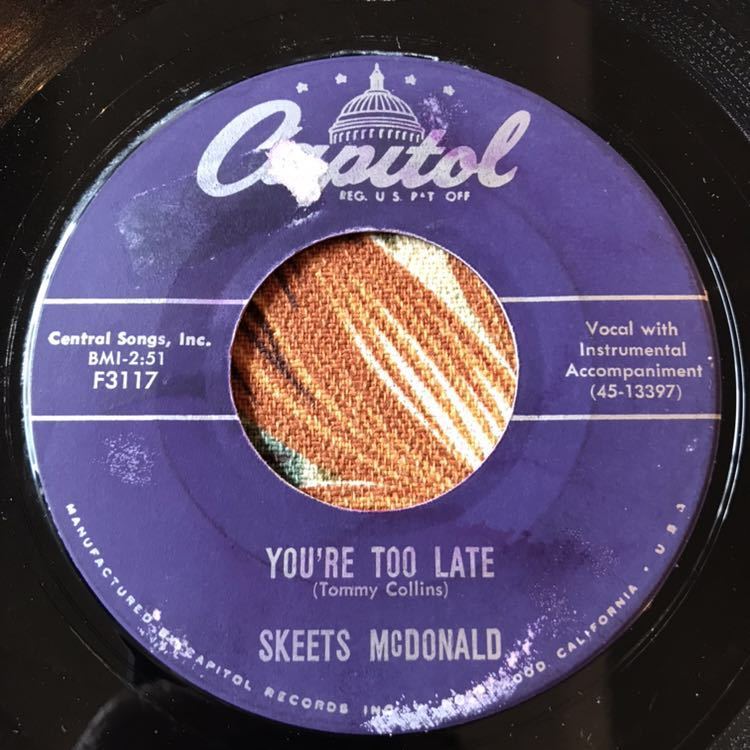 Capitol
REG. U.S. PAT OFF
Central Songs, Inc.
BMI-2:51
F3117
Vocal with
Instrumental
Accompaniment
(45-13397)
YOU'RE TOO LATE
(Tommy Collins)
SKEETS McDONALD
MANUFACTURED BY CAPITOL RECORDS INC. CALIFORNIA • U.S.A